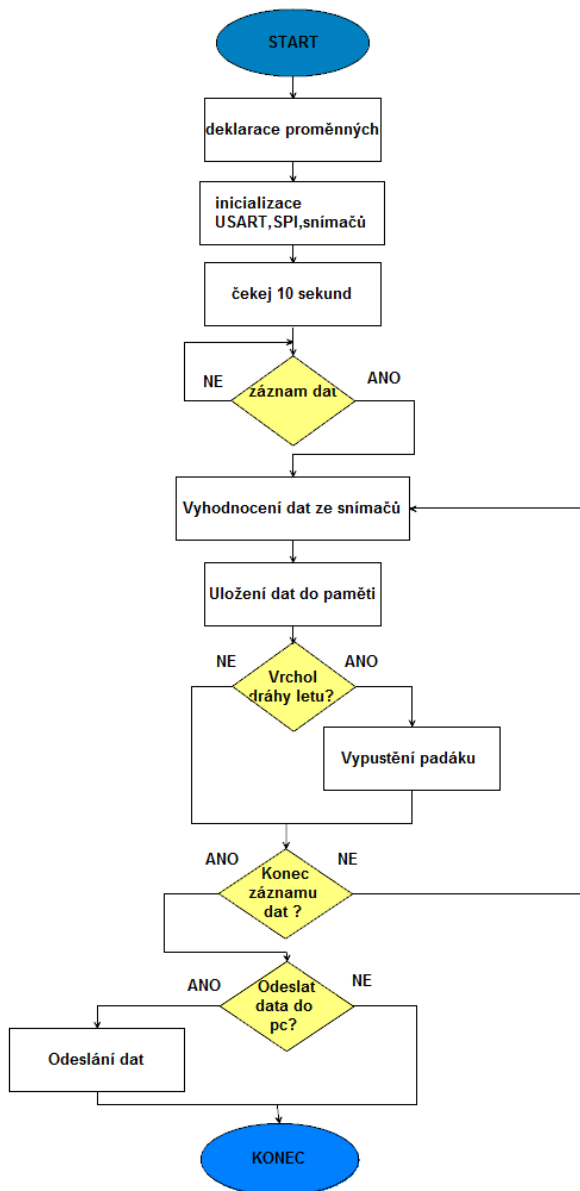 START
deklarace proměnných
inicializace
USART,SPI,snímačů
čekej 10 sekund
NE
ANO
záznam dat
Vyhodnocení dat ze snímačů
Uložení dat do paměti
NE
ANO
Vrchol
dráhy letu?
Vypustění padáku
ANO
NE
Konec
záznamu
dat ?
ANO
NE
Odeslat
data do
pc?
Odeslání dat
KONEC